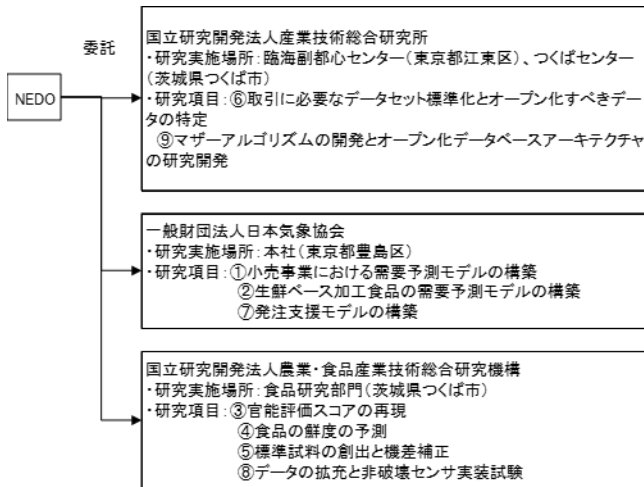 委託
NEDO
国立研究開発法人産業技術総合研究所
・研究実施場所：臨海副都心センター（東京都江東区）、つくばセンター
（茨城県つくば市）
・研究項目：⑥取引に必要なデータセット標準化とオープン化すべきデー
タの特定
⑨マザーアルゴリズムの開発とオープン化データベースアーキテクチャ
の研究開発
一般財団法人日本気象協会
・研究実施場所：本社（東京都豊島区）
・研究項目：①小売事業における需要予測モデルの構築
②生鮮ベース加工食品の需要予測モデルの構築
⑦発注支援モデルの構築
国立研究開発法人農業・食品産業技術総合研究機構
・研究実施場所：食品研究部門（茨城県つくば市）
・研究項目：③官能評価スコアの再現
④食品の鮮度の予測
⑤標準試料の創出と機差補正
⑧データの拡充と非破壊センサ実装試験